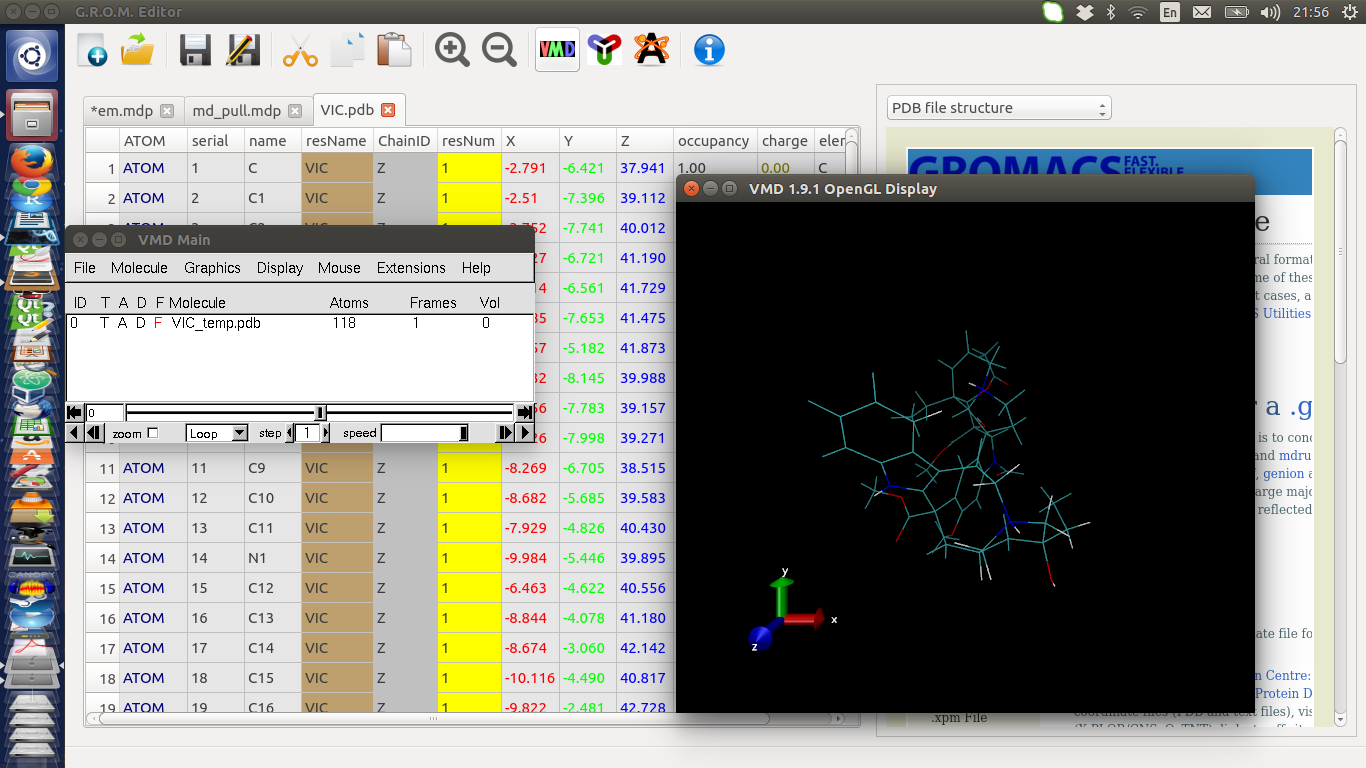 G.R.O.M. Editor
En
21:56
VMD
*em.mdp
md_pull.mdp
VIC.pdb
PDB file structure
ATOM serial name resName ChainID resNum X Y Z occupancy charge
1 ATOM 1 C VIC Z 1 -2.791 -6.421 37.941 1.00 0.00 C
2 ATOM 2 C1 VIC Z 1 -2.51 -7.396 39.112
-7.741 40.012
-6.721 41.190
-6.561 41.729
-7.653 41.475
-5.182 41.873
-8.145 39.988
-7.783 39.157
-7.998 39.271
11 ATOM 11 C9 VIC Z 1 -8.269 -6.705 38.515
12 ATOM 12 C10 VIC Z 1 -8.682 -5.685 39.583
13 ATOM 13 C11 VIC Z 1 -7.929 -4.826 40.430
14 ATOM 14 N1 VIC Z 1 -9.984 -5.446 39.895
15 ATOM 15 C12 VIC Z 1 -6.463 -4.622 40.556
16 ATOM 16 C13 VIC Z 1 -8.844 -4.078 41.180
17 ATOM 17 C14 VIC Z 1 -8.674 -3.060 42.142
18 ATOM 18 C15 VIC Z 1 -10.116 -4.490 40.817
19 ATOM 19 C16 VIC Z 1 -9.822 -2.481 42.728
VMD Main
File Molecule Graphics Display Mouse Extensions Help
ID T A D F Molecule Atoms Frames Vol
0 T A D F VIC_temp.pdb 118 1 0
0
zoom Loop step 1 speed
VMD 1.9.1 OpenGL Display
y
x
z
GROMACS FAST.
FLEXIBLE
ome of these
t cases, a
S Utilities
r a .g
is to conc
and mdru
, genion a
arge majo
reflected
ate file fo
n Centre:
Protein D
.xpm File
coordinate files (PDB and text files), vis